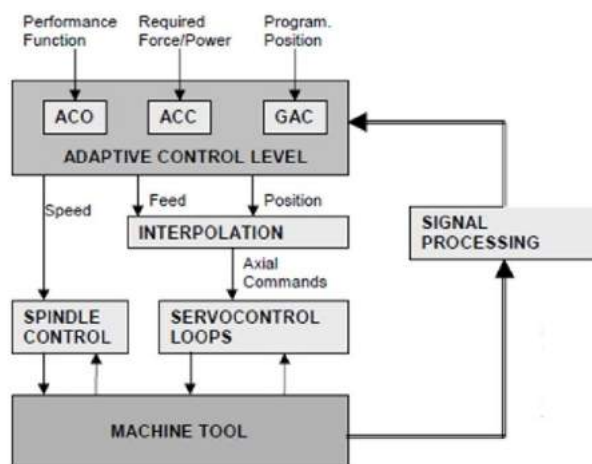 Performance
Function
Required
Force/Power
Program.
Position
ACO
ACC
GAC
ADAPTIVE CONTROL LEVEL
Speed
Feed
Position
INTERPOLATION
SIGNAL
PROCESSING
Axial
Commands
SPINDLE
CONTROL
SERVOCONTROL
LOOPS
MACHINE TOOL